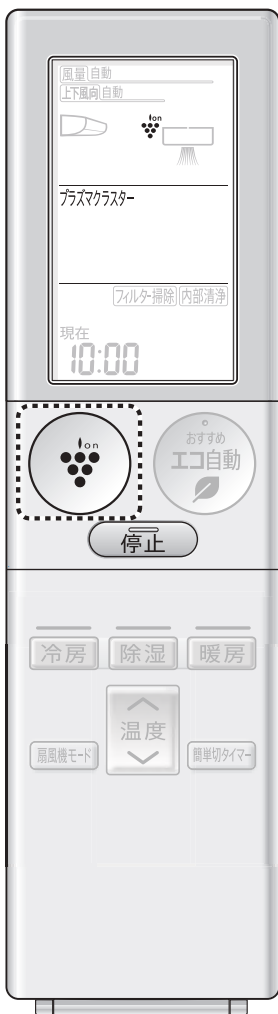 風量 自動
上下風向 自動
ion
プラズマクラスター
フィルター掃除 内部清浄
現在
10:00
ion
おすすめ
エコ自動
停止
冷房 除湿 暖房
温度
扇風機モード 簡単切タイマー